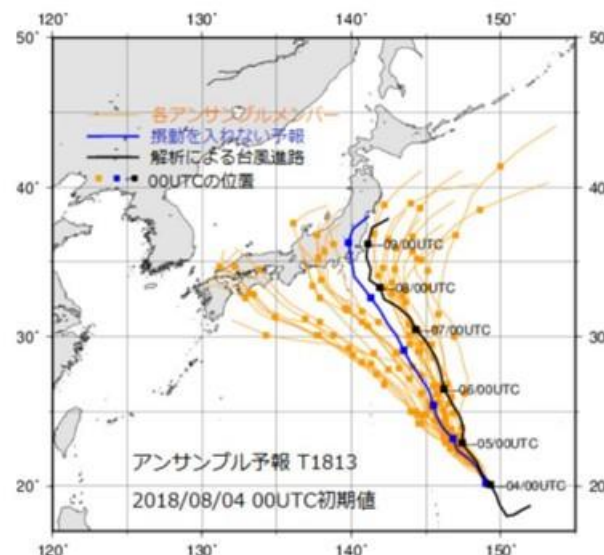 120° 130° 140° 150°
50° 50°
各アンサンブルメンバー
摂動を入れない予報
解析による台風進路
00UTCの位置
40° 40°
09/00UTC
08/00UTC
30° 07/00UTC 30°
06/00UTC
05/00UTC
アンサンブル予報 T1813
20° 04/00UTC 20°
2018/08/04 00UTC初期値
120° 130° 140° 150°